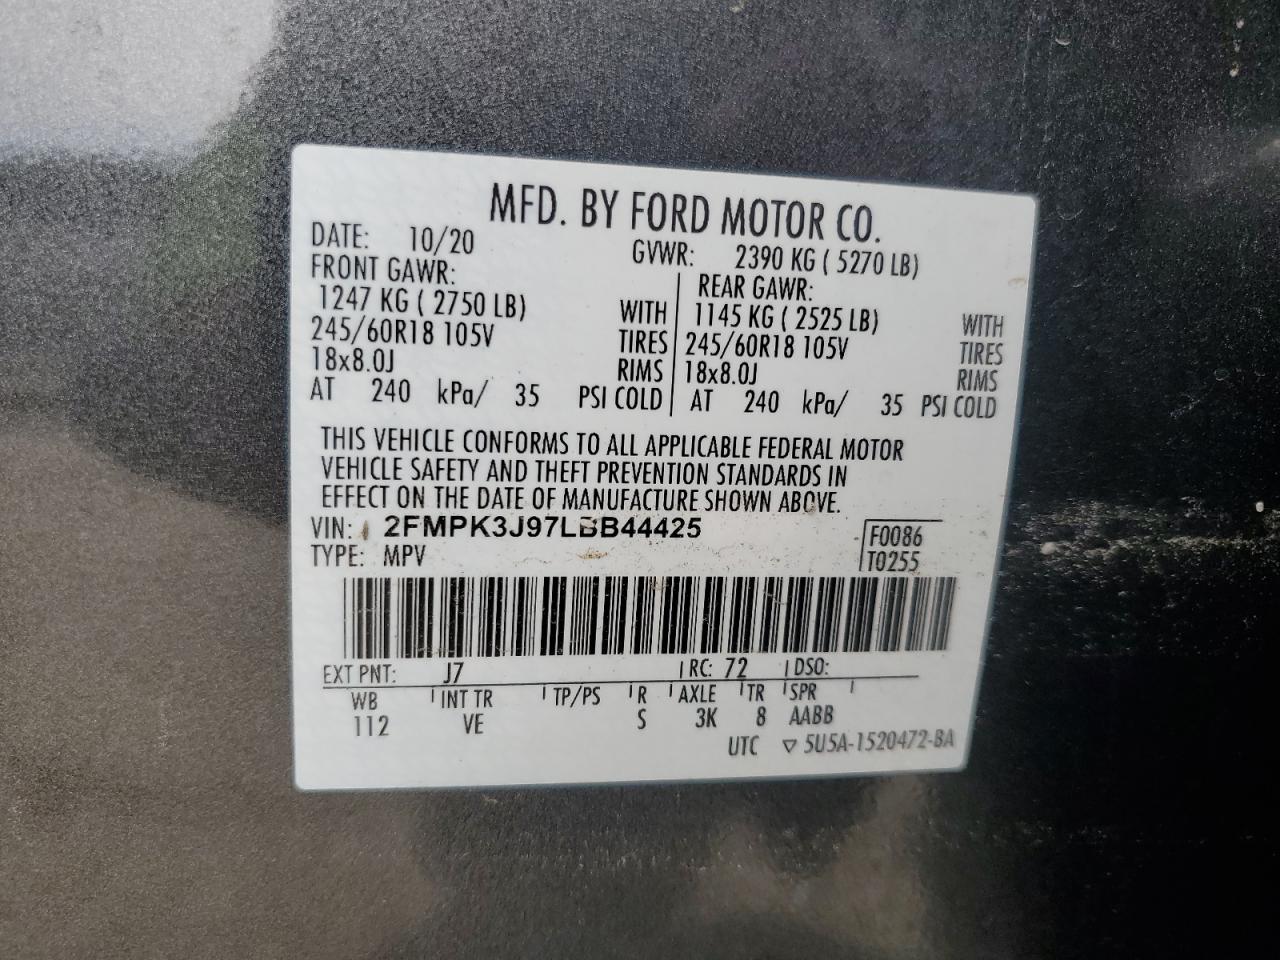 MFD. BY FORD MOTOR CO.
DATE: 10/20 GVWR: 2390 KG ( 5270 LB)
FRONT GAWR: REAR GAWR:
1247 KG ( 2750 LB) WITH 1145 KG ( 2525 LB) WITH
245/60R18 105V TIRES 245/60R18 105V TIRES
18x8.0J RIMS 18x8.0J RIMS
AT 240 kPa/ 35 PSI COLD AT 240 kPa/ 35 PSI COLD
THIS VEHICLE CONFORMS TO ALL APPLICABLE FEDERAL MOTOR
VEHICLE SAFETY AND THEFT PREVENTION STANDARDS IN
EFFECT ON THE DATE OF MANUFACTURE SHOWN ABOVE.
VIN: 2FMPK3J97LBB44425 F0086
TYPE: MPV T0255
EXT PNT: J7 RC: 72 DSO:
WB INT TR TP/PS R AXLE TR SPR
112 VE S 3K 8 AABB
UTC ▽ 5U5A-1520472-BA